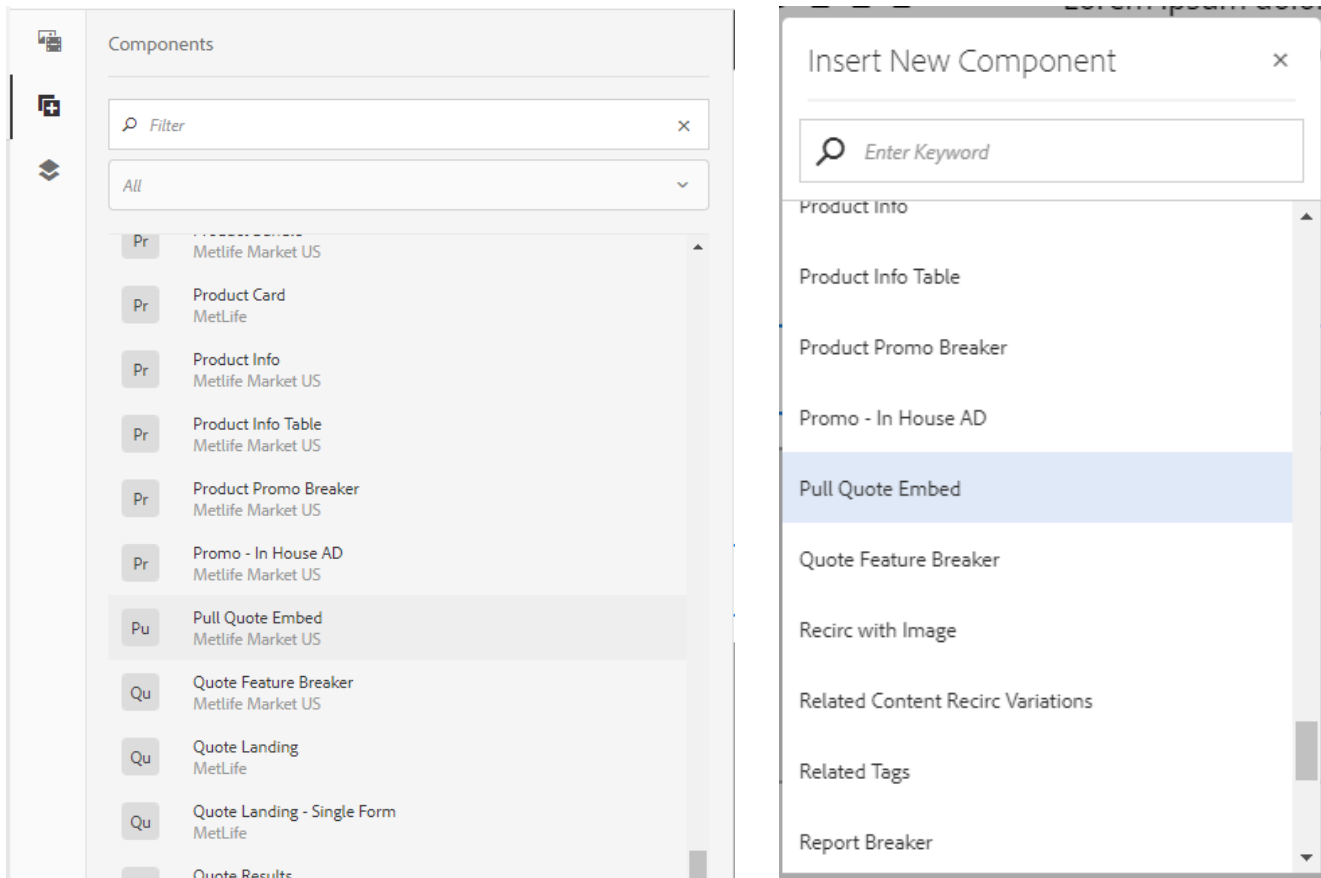 Components
Filter
All
Pr
Metlife Market US
Pr
Product Card
MetLife
Pr
Product Info
Metlife Market US
Pr
Product Info Table
Metlife Market US
Pr
Product Promo Breaker
Metlife Market US
Pr
Promo - In House AD
Metlife Market US
Pu
Pull Quote Embed
Metlife Market US
Qu
Quote Feature Breaker
Metlife Market US
Qu
Quote Landing
MetLife
Qu
Quote Landing - Single Form
MetLife
Quote Results
Lorem ipsum dolor
Insert New Component
Enter Keyword
Product Info
Product Info Table
Product Promo Breaker
Promo - In House AD
Pull Quote Embed
Quote Feature Breaker
Recirc with Image
Related Content Recirc Variations
Related Tags
Report Breaker